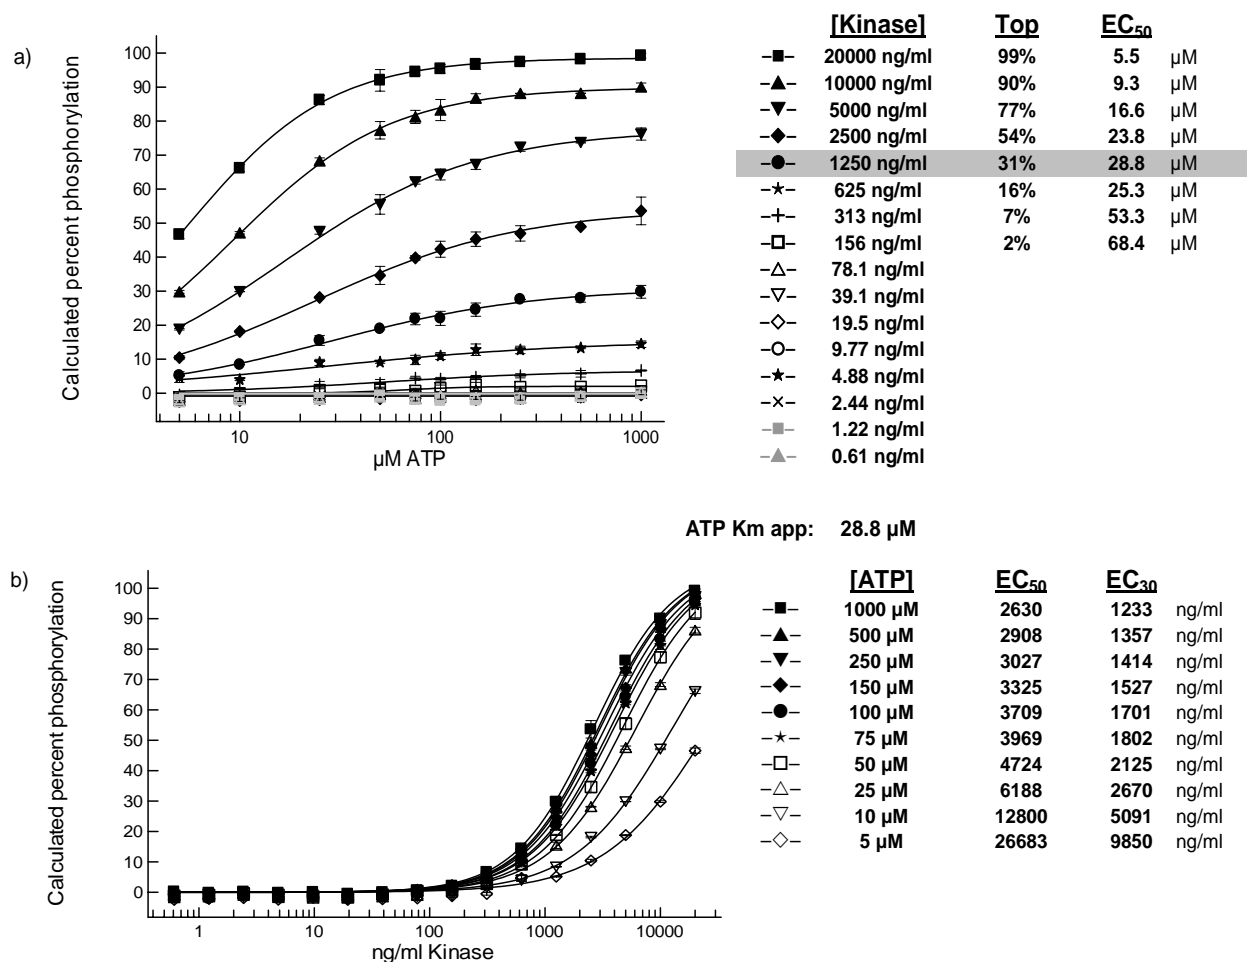 a)
[Kinase] Top EC50
20000 ng/ml 99% 5.5 µM
10000 ng/ml 90% 9.3 µM
5000 ng/ml 77% 16.6 µM
2500 ng/ml 54% 23.8 µM
1250 ng/ml 31% 28.8 µM
625 ng/ml 16% 25.3 µM
313 ng/ml 7% 53.3 µM
156 ng/ml 2% 68.4 µM
78.1 ng/ml
39.1 ng/ml
19.5 ng/ml
9.77 ng/ml
4.88 ng/ml
2.44 ng/ml
1.22 ng/ml
0.61 ng/ml
Calculated percent phosphorylation
100
90
80
70
60
50
40
30
20
10
0
10 100 1000
µM ATP
ATP Km app: 28.8 µM
b)
[ATP] EC50 EC30
1000 µM 2630 1233 ng/ml
500 µM 2908 1357 ng/ml
250 µM 3027 1414 ng/ml
150 µM 3325 1527 ng/ml
100 µM 3709 1701 ng/ml
75 µM 3969 1802 ng/ml
50 µM 4724 2125 ng/ml
25 µM 6188 2670 ng/ml
10 µM 12800 5091 ng/ml
5 µM 26683 9850 ng/ml
Calculated percent phosphorylation
100
90
80
70
60
50
40
30
20
10
0
1 10 100 1000 10000
ng/ml Kinase